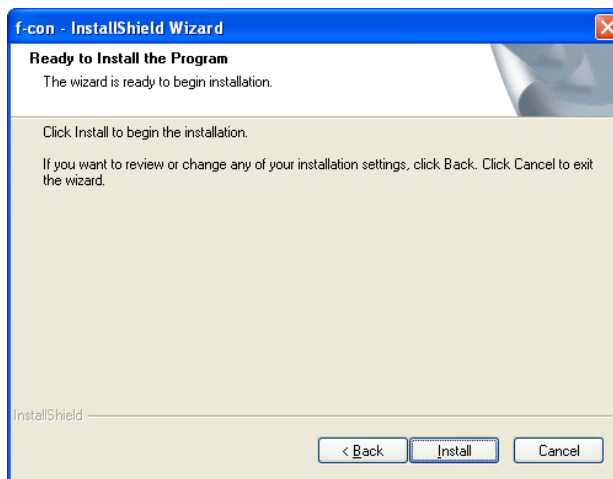 f-con - InstallShield Wizard
Ready to Install the Program
The wizard is ready to begin installation.
Click Install to begin the installation.
If you want to review or change any of your installation settings, click Back. Click Cancel to exit
the wizard.
InstallShield
< Back Install Cancel